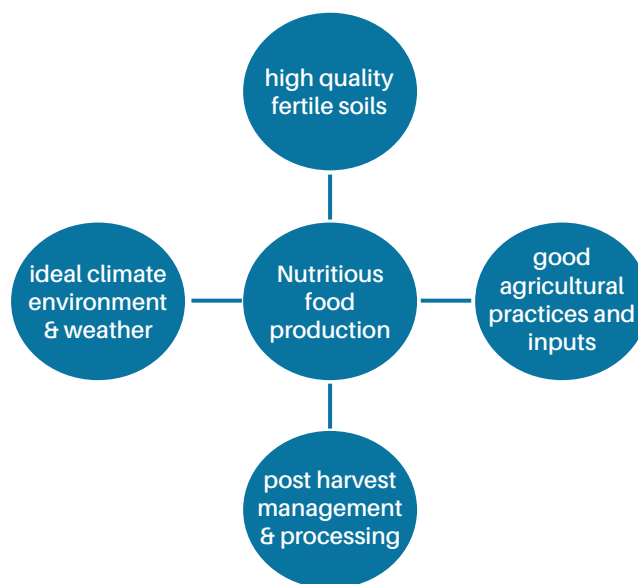 high quality
fertile soils
ideal climate
environment
& weather
Nutritious
food
production
good
agricultural
practices and
inputs
post harvest
management
& processing